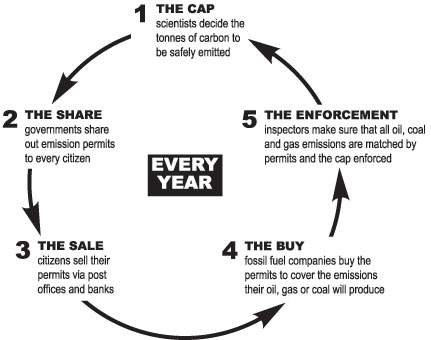 1 THE CAP
scientists decide the
tonnes of carbon to
be safely emitted
2 THE SHARE
governments share
out emission permits
to every citizen
3 THE SALE
citizens sell their
permits via post
offices and banks
4 THE BUY
fossil fuel companies buy the
permits to cover the emissions
their oil, gas or coal will produce
5 THE ENFORCEMENT
inspectors make sure that all oil, coal
and gas emissions are matched by
permits and the cap enforced
EVERY
YEAR